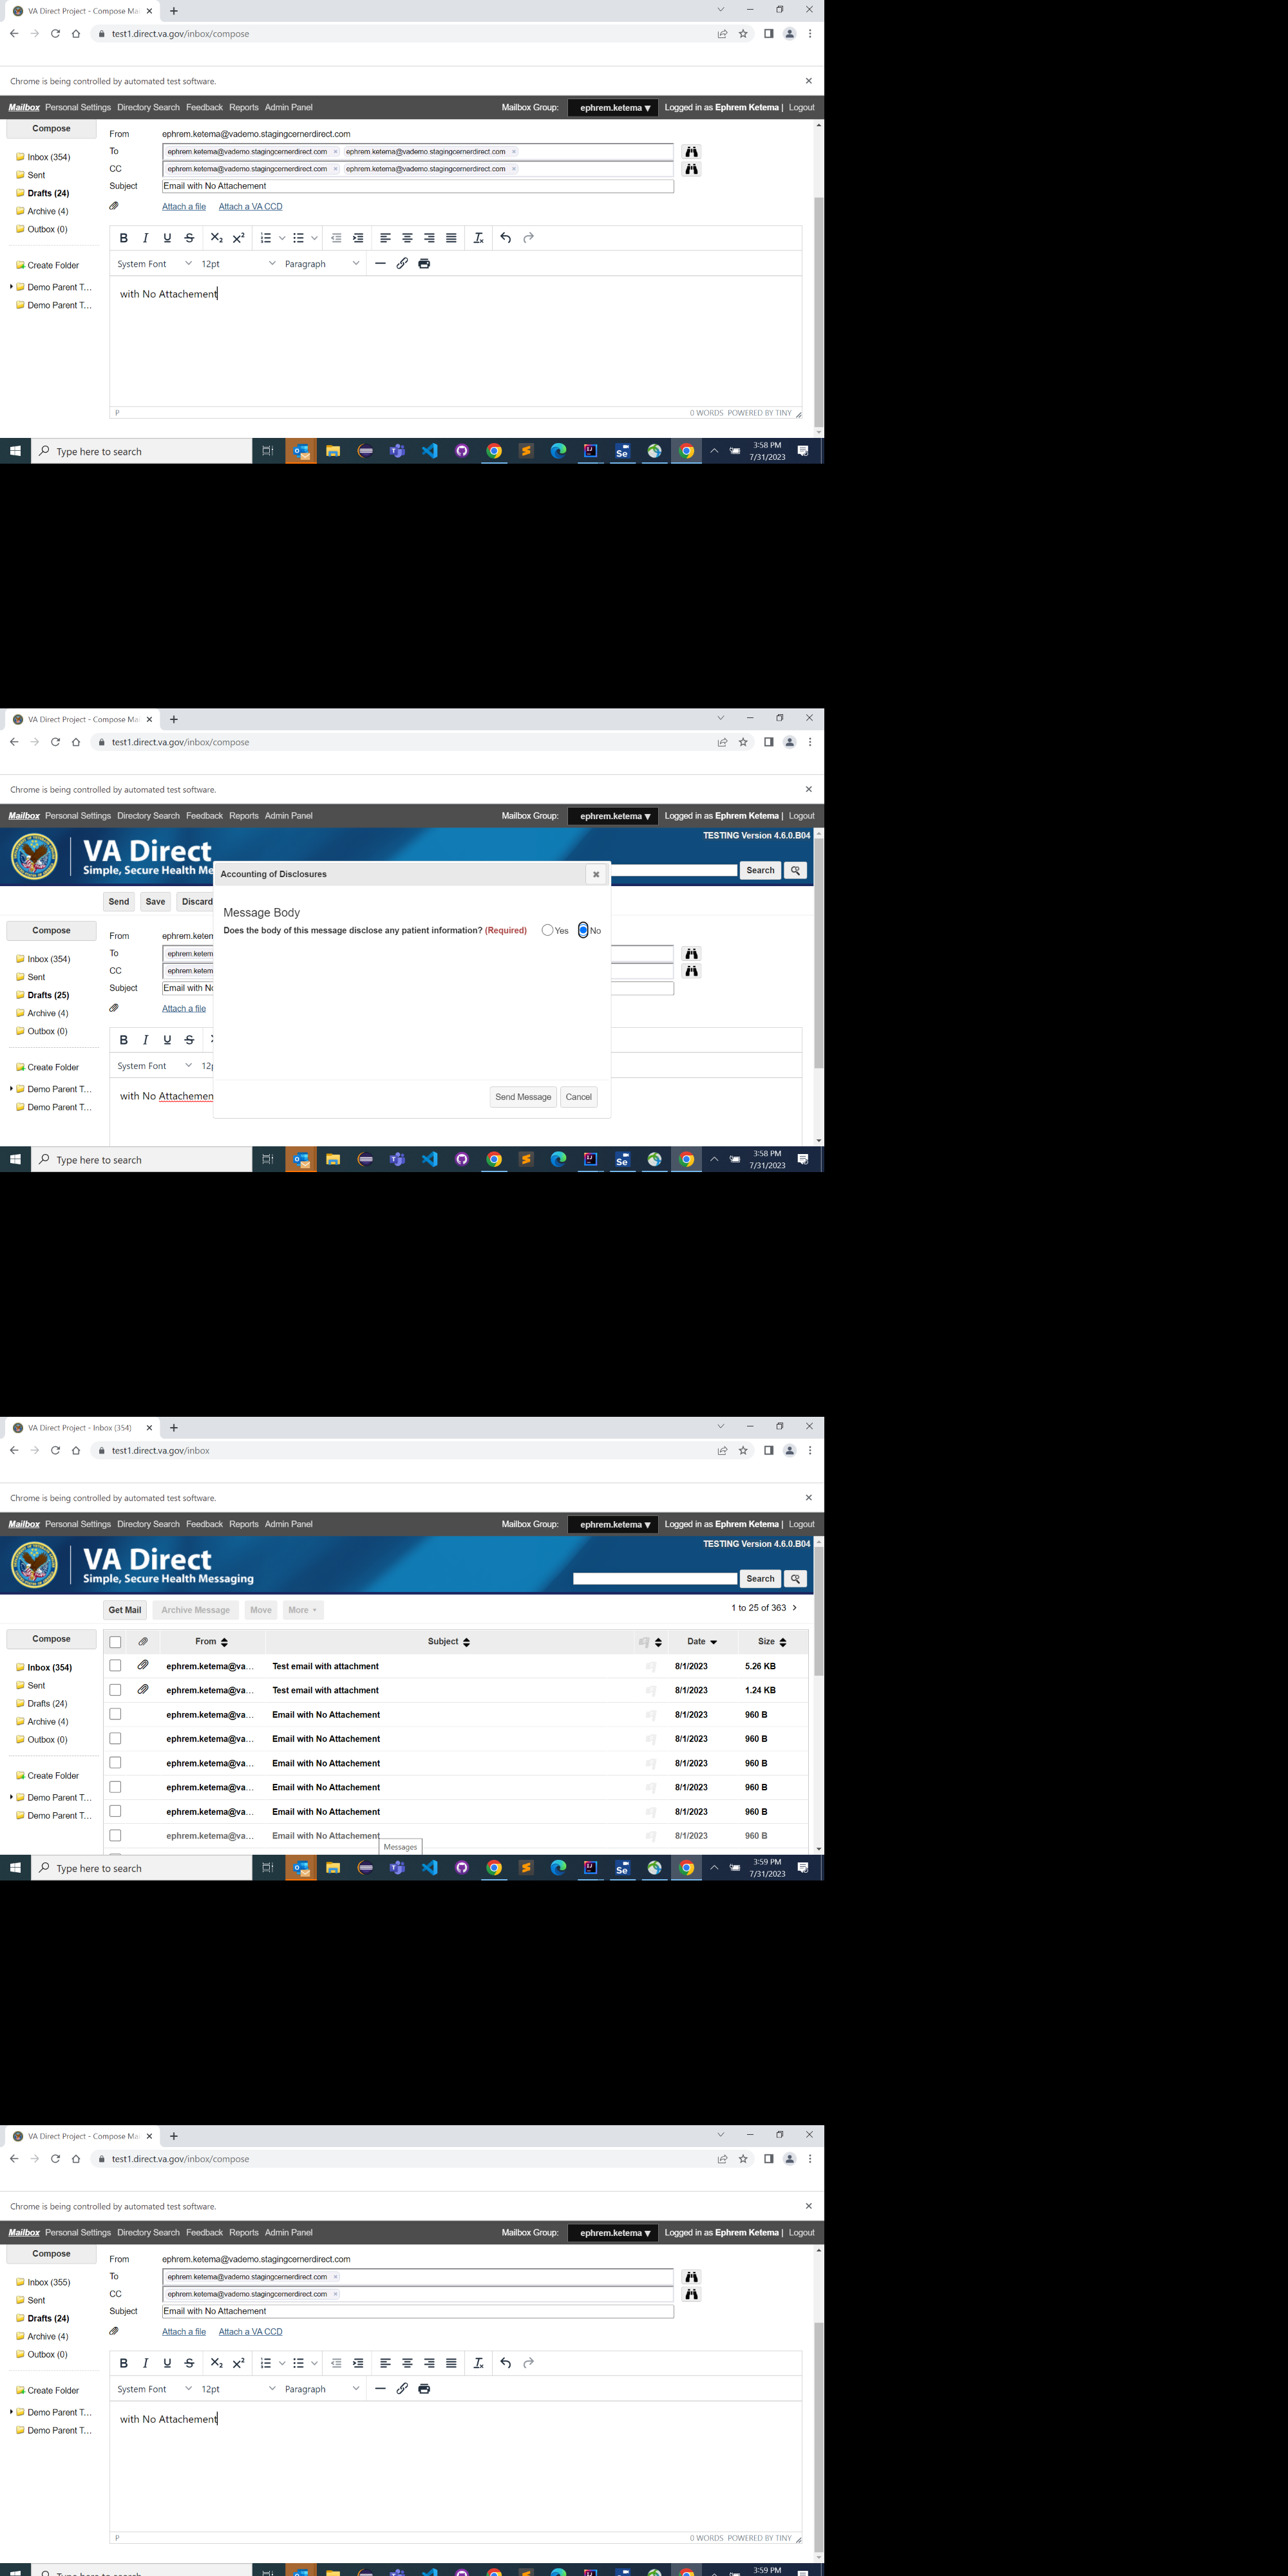 VA Direct Project - Compose Ma
test1.direct.va.gov/inbox/compose
Chrome is being controlled by automated test software.
Mailbox Personal Settings Directory Search Feedback Reports Admin Panel Mailbox Group: ephrem.ketema ▼ Logged in as Ephrem Ketema | Logout
Compose
From ephrem.ketema@vademo.stagingcernerdirect.com
To ephrem.ketema@vademo.stagingcernerdirect.com × ephrem.ketema@vademo.stagingcernerdirect.com ×
CC ephrem.ketema@vademo.stagingcernerdirect.com × ephrem.ketema@vademo.stagingcernerdirect.com ×
Subject Email with No Attachement
Attach a file Attach a VA CCD
Inbox (354)
Sent
Drafts (24)
Archive (4)
Outbox (0)
Create Folder
Demo Parent T...
Demo Parent T...
System Font 12pt Paragraph
with No Attachement
P 0 WORDS POWERED BY TINY
Type here to search
3:58 PM
7/31/2023
VA Direct Project - Compose Ma
test1.direct.va.gov/inbox/compose
Chrome is being controlled by automated test software.
Mailbox Personal Settings Directory Search Feedback Reports Admin Panel Mailbox Group: ephrem.ketema ▼ Logged in as Ephrem Ketema | Logout
TESTING Version 4.6.0.B04
VA Direct
Simple, Secure Health Me
Search
Send Save Discard
Accounting of Disclosures
Message Body
Does the body of this message disclose any patient information? (Required) Yes No
Send Message Cancel
Compose
From ephrem.keten
To ephrem.ketem
CC ephrem.ketem
Subject Email with No
Attach a file
Inbox (354)
Sent
Drafts (25)
Archive (4)
Outbox (0)
Create Folder
Demo Parent T...
Demo Parent T...
System Font 12p
with No Attachemen
Type here to search
3:58 PM
7/31/2023
VA Direct Project - Inbox (354)
test1.direct.va.gov/inbox
Chrome is being controlled by automated test software.
Mailbox Personal Settings Directory Search Feedback Reports Admin Panel Mailbox Group: ephrem.ketema ▼ Logged in as Ephrem Ketema | Logout
TESTING Version 4.6.0.B04
VA Direct
Simple, Secure Health Messaging
Search
Get Mail Archive Message Move More 1 to 25 of 363
Compose
Inbox (354)
Sent
Drafts (24)
Archive (4)
Outbox (0)
Create Folder
Demo Parent T...
Demo Parent T...
From Subject Date Size
ephrem.ketema@va... Test email with attachment 8/1/2023 5.26 KB
ephrem.ketema@va... Test email with attachment 8/1/2023 1.24 KB
ephrem.ketema@va... Email with No Attachement 8/1/2023 960 B
ephrem.ketema@va... Email with No Attachement 8/1/2023 960 B
ephrem.ketema@va... Email with No Attachement 8/1/2023 960 B
ephrem.ketema@va... Email with No Attachement 8/1/2023 960 B
ephrem.ketema@va... Email with No Attachement 8/1/2023 960 B
ephrem.ketema@va... Email with No Attachement 8/1/2023 960 B
Messages
Type here to search
3:59 PM
7/31/2023
VA Direct Project - Compose Ma
test1.direct.va.gov/inbox/compose
Chrome is being controlled by automated test software.
Mailbox Personal Settings Directory Search Feedback Reports Admin Panel Mailbox Group: ephrem.ketema ▼ Logged in as Ephrem Ketema | Logout
Compose
From ephrem.ketema@vademo.stagingcernerdirect.com
To ephrem.ketema@vademo.stagingcernerdirect.com ×
CC ephrem.ketema@vademo.stagingcernerdirect.com ×
Subject Email with No Attachement
Attach a file Attach a VA CCD
Inbox (355)
Sent
Drafts (24)
Archive (4)
Outbox (0)
Create Folder
Demo Parent T...
Demo Parent T...
System Font 12pt Paragraph
with No Attachement
P 0 WORDS POWERED BY TINY
Type here to search
3:59 PM